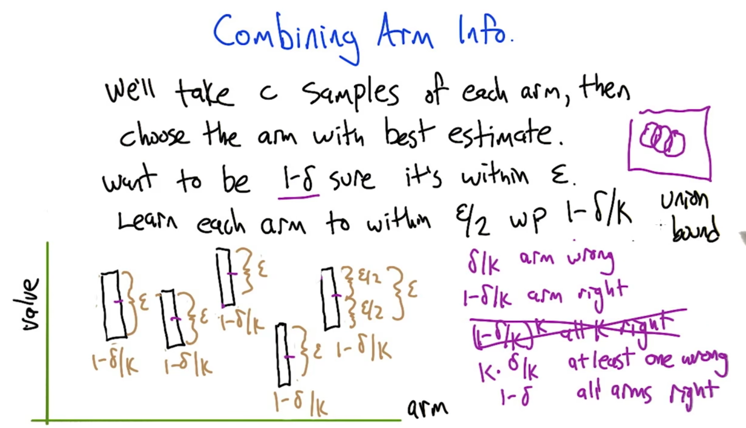 Combining Arm Info.
We'll take c samples of each arm, then
choose the arm with best estimate.
want to be 1-δ sure it's within ε.
Learn each arm to within ε/2 wp 1-δ/K
union
bound
δ/K arm wrong
1-δ/K arm right
(1-δ/K)^K all K right
K · δ/K at least one wrong
1-δ all arms right
value
ε
1-δ/K
ε
1-δ/K
ε
1-δ/K
ε
1-δ/K
ε/2
ε/2
ε
1-δ/K
arm